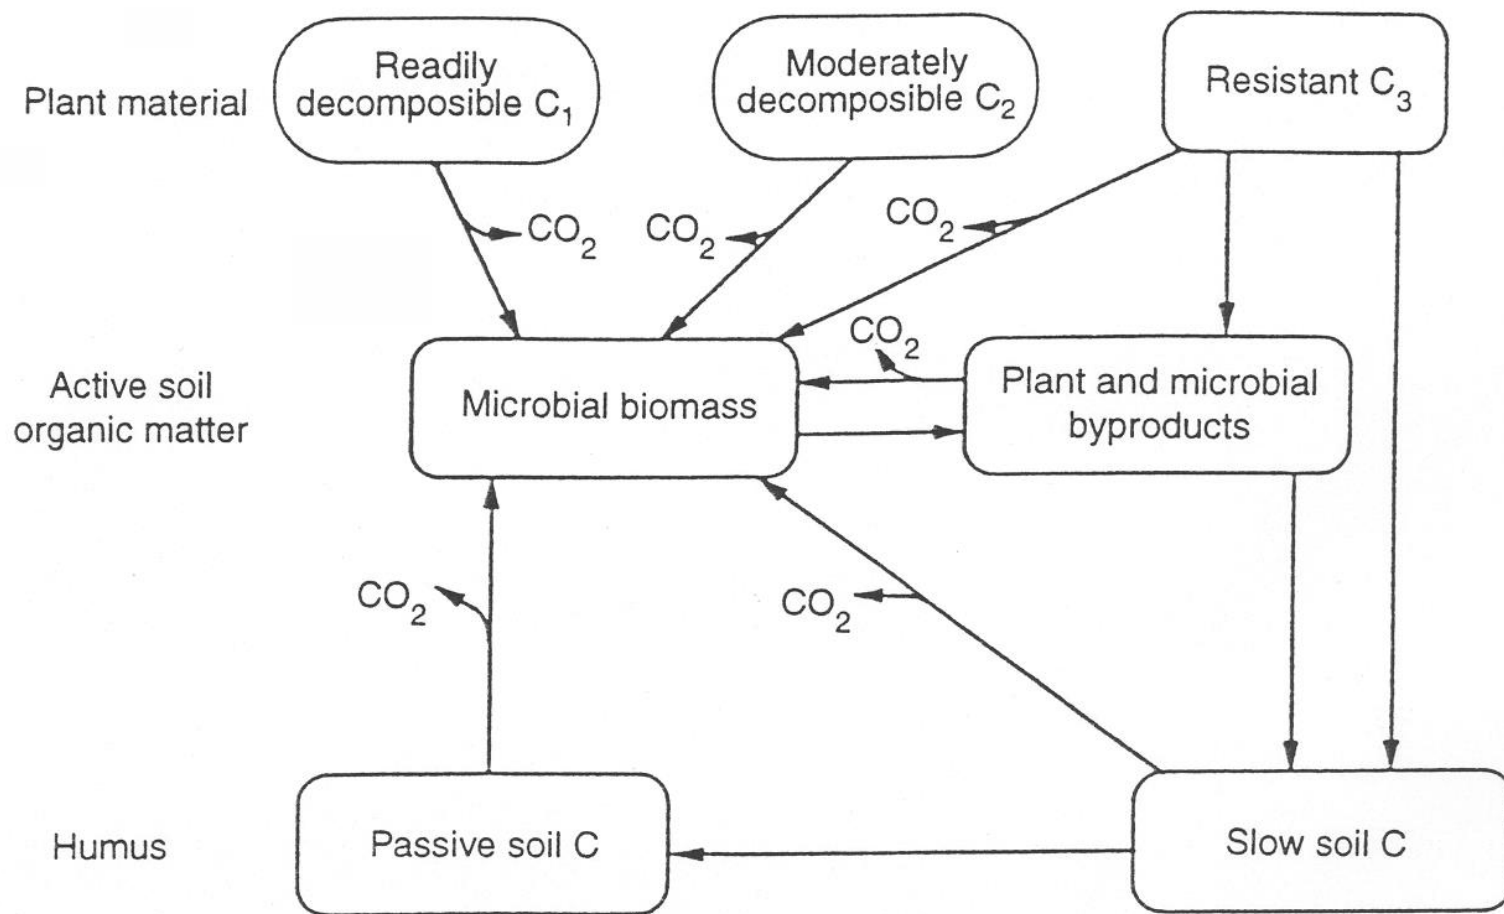 Plant material
Readily
decomposible C₁
Moderately
decomposible C₂
Resistant C₃
CO₂
CO₂
CO₂
CO₂
Active soil
organic matter
Microbial biomass
Plant and microbial
byproducts
CO₂
CO₂
Humus
Passive soil C
Slow soil C